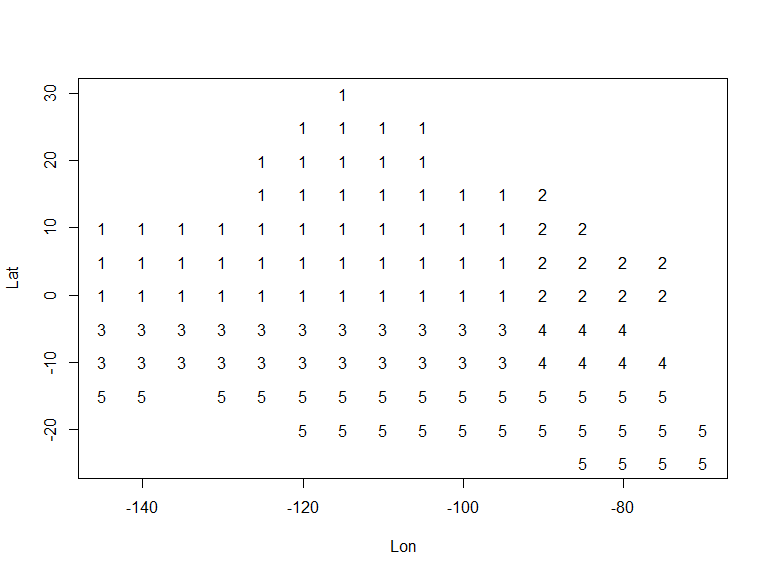 30
1
1 1 1 1
20
1 1 1 1 1
1 1 1 1 1 1 1 2
10
1 1 1 1 1 1 1 1 1 1 1 2 2
1 1 1 1 1 1 1 1 1 1 1 2 2 2 2
0
1 1 1 1 1 1 1 1 1 1 1 2 2 2 2
3 3 3 3 3 3 3 3 3 3 3 4 4 4
-10
3 3 3 3 3 3 3 3 3 3 3 4 4 4 4
5 5 5 5 5 5 5 5 5 5 5 5 5 5
-20
5 5 5 5 5 5 5 5 5 5 5
5 5 5 5
Lat
-140 -120 -100 -80
Lon